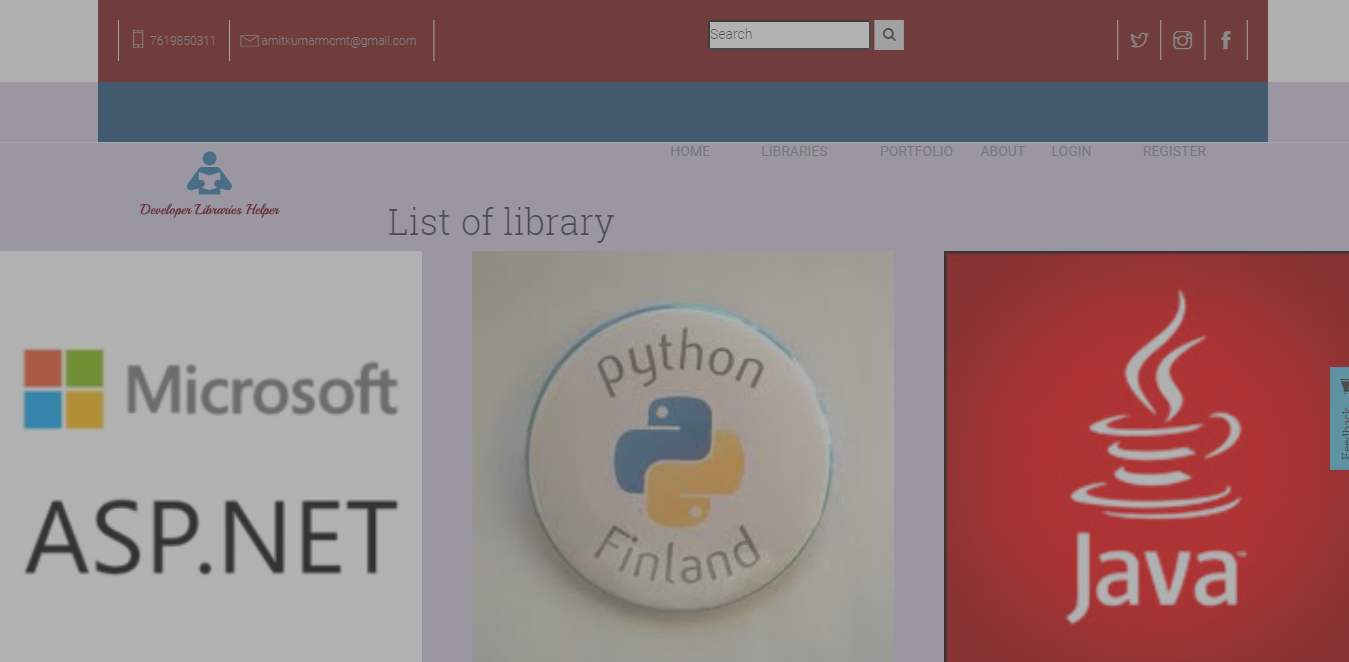 7619850311
amitkumarmcmt@gmail.com
Search
HOME
LIBRARIES
PORTFOLIO
ABOUT
LOGIN
REGISTER
Developer Libraries Helper
List of library
Microsoft
ASP.NET
python
Finland
Java™
Feedback